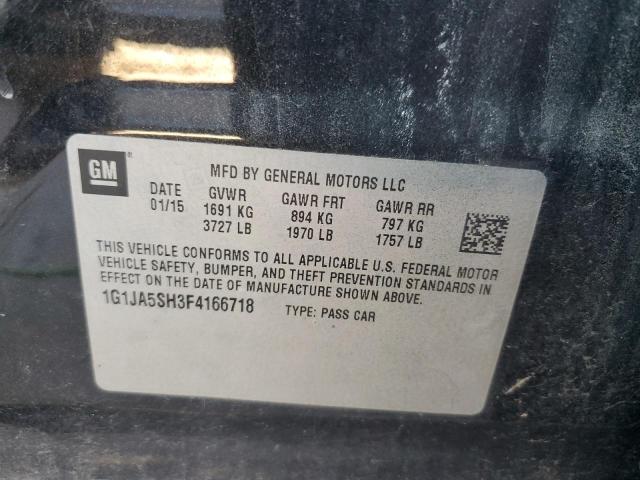 GM
MFD BY GENERAL MOTORS LLC
DATE GVWR GAWR FRT GAWR RR
01/15 1691 KG 894 KG 797 KG
3727 LB 1970 LB 1757 LB
THIS VEHICLE CONFORMS TO ALL APPLICABLE U.S. FEDERAL MOTOR
VEHICLE SAFETY, BUMPER, AND THEFT PREVENTION STANDARDS IN
EFFECT ON THE DATE OF MANUFACTURE SHOWN ABOVE.
1G1JA5SH3F4166718 TYPE: PASS CAR